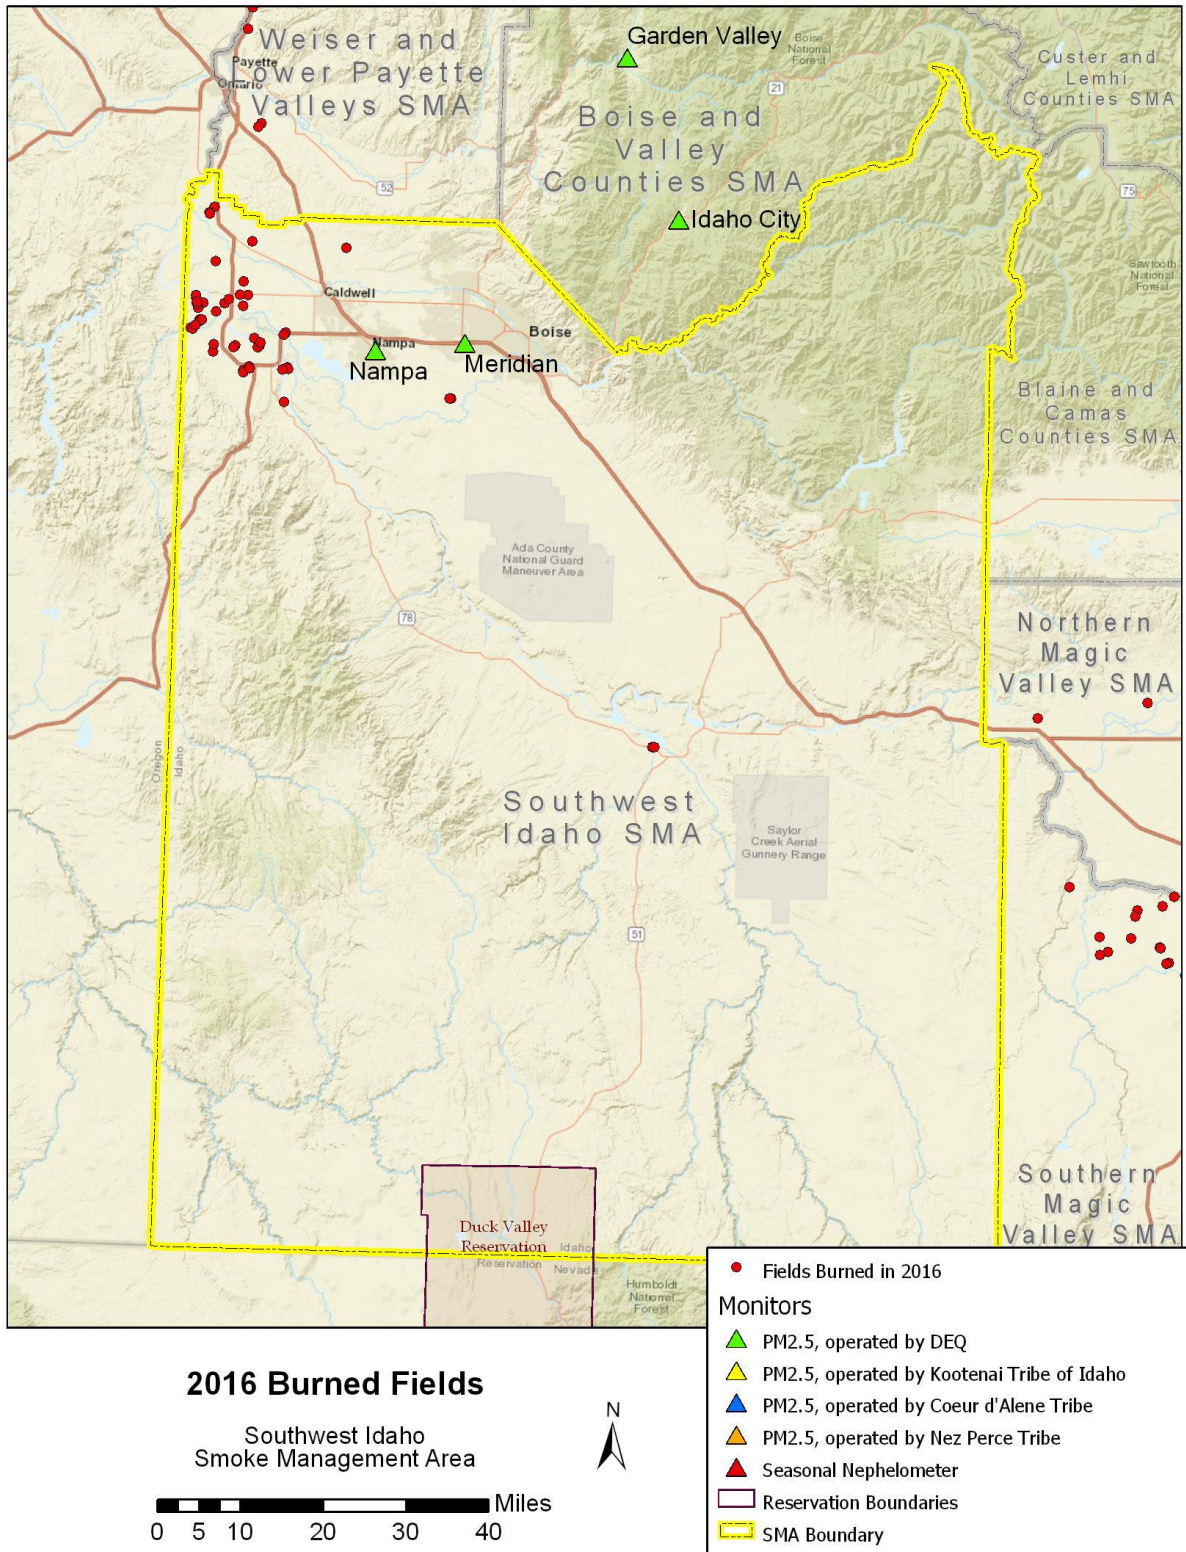 Weiser and
Lower Payette
Valleys SMA
Payette
Ontario
52
Garden Valley
Boise
National
Forest
21
Boise and
Valley
Counties SMA
Idaho City
Custer and
Lemhi
Counties SMA
75
Sawtooth
National
Forest
Caldwell
Boise
Nampa
Nampa
Meridian
Blaine and
Camas
Counties SMA
Ada County
National Guard
Maneuver Area
78
Northern
Magic
Valley SMA
Oregon
Idaho
Southwest
Idaho SMA
Saylor
Creek Aerial
Gunnery Range
51
Southern
Magic
Valley SMA
Duck Valley
Reservation
Idaho
Reservation
Nevada
Humboldt
National
Forest
Fields Burned in 2016
Monitors
PM2.5, operated by DEQ
PM2.5, operated by Kootenai Tribe of Idaho
PM2.5, operated by Coeur d'Alene Tribe
PM2.5, operated by Nez Perce Tribe
Seasonal Nephelometer
Reservation Boundaries
SMA Boundary
2016 Burned Fields
Southwest Idaho
Smoke Management Area
N
Miles
0 5 10 20 30 40